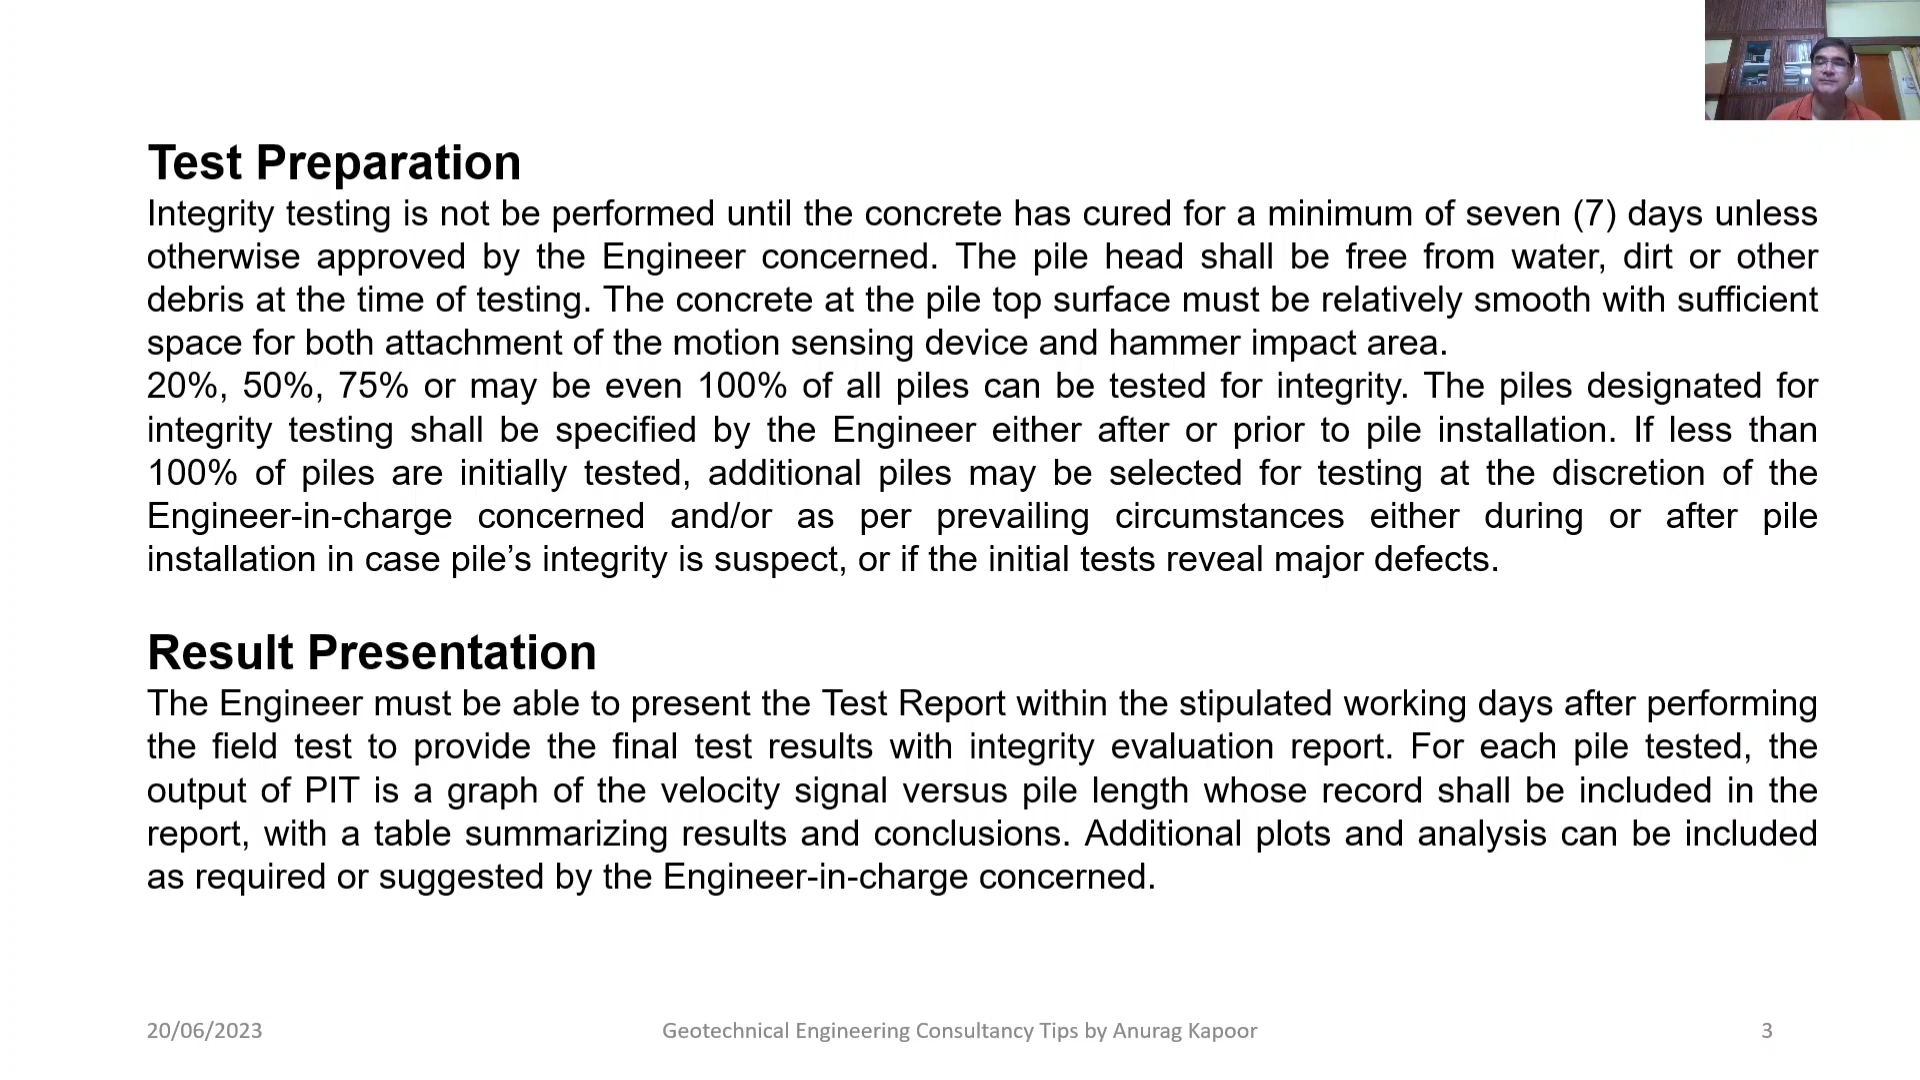 Test Preparation
Integrity testing is not be performed until the concrete has cured for a minimum of seven (7) days unless
otherwise approved by the Engineer concerned. The pile head shall be free from water, dirt or other
debris at the time of testing. The concrete at the pile top surface must be relatively smooth with sufficient
space for both attachment of the motion sensing device and hammer impact area.
20%, 50%, 75% or may be even 100% of all piles can be tested for integrity. The piles designated for
integrity testing shall be specified by the Engineer either after or prior to pile installation. If less than
100% of piles are initially tested, additional piles may be selected for testing at the discretion of the
Engineer-in-charge concerned and/or as per prevailing circumstances either during or after pile
installation in case pile’s integrity is suspect, or if the initial tests reveal major defects.
Result Presentation
The Engineer must be able to present the Test Report within the stipulated working days after performing
the field test to provide the final test results with integrity evaluation report. For each pile tested, the
output of PIT is a graph of the velocity signal versus pile length whose record shall be included in the
report, with a table summarizing results and conclusions. Additional plots and analysis can be included
as required or suggested by the Engineer-in-charge concerned.
20/06/2023
Geotechnical Engineering Consultancy Tips by Anurag Kapoor
3